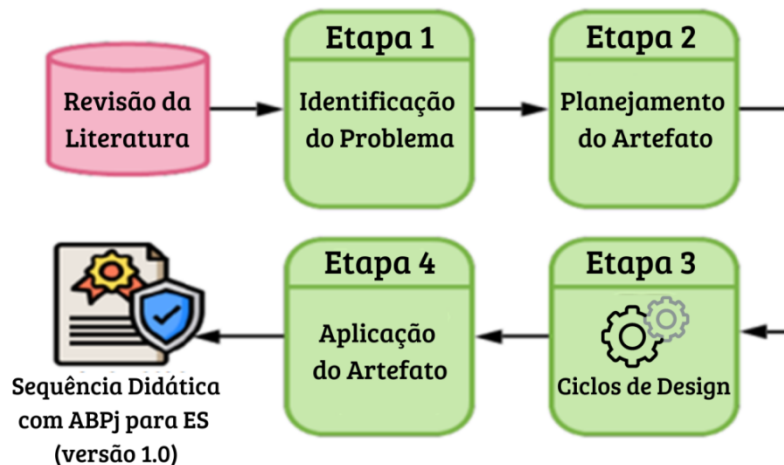 Revisão da
Literatura
Etapa 1
Identificação
do Problema
Etapa 2
Planejamento
do Artefato
Etapa 3
Ciclos de Design
Etapa 4
Aplicação
do Artefato
Sequência Didática
com ABPj para ES
(versão 1.0)